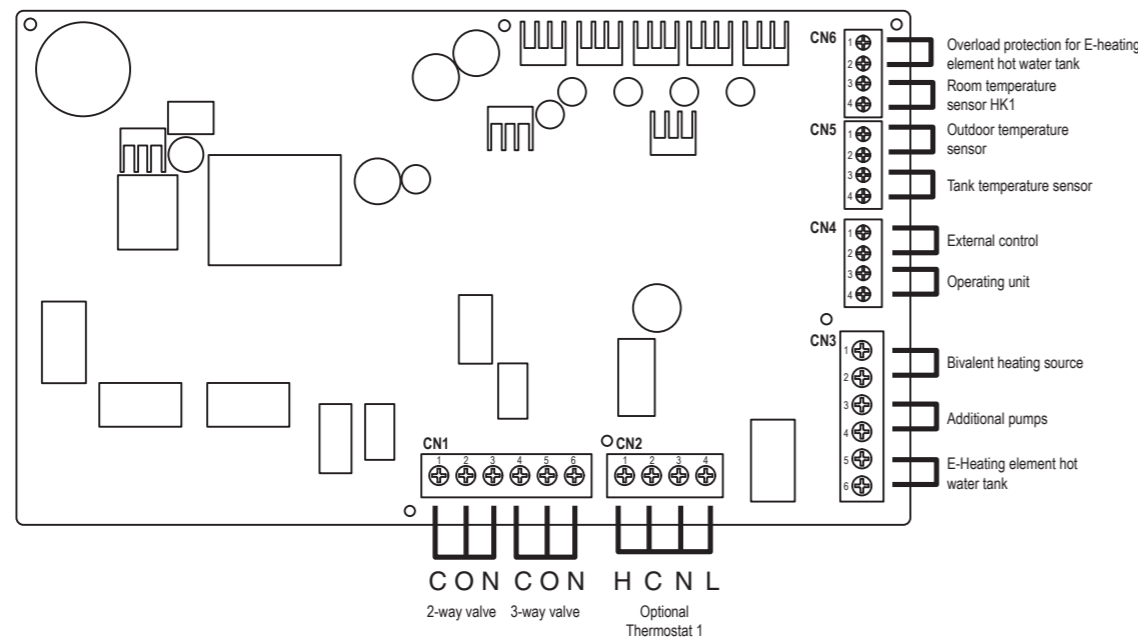 CN6
1
2
3
4
Overload protection for E-heating
element hot water tank
Room temperature
sensor HK1
CN5
1
2
3
4
Outdoor temperature
sensor
Tank temperature sensor
CN4
1
2
3
4
External control
Operating unit
CN3
1
2
3
4
5
6
Bivalent heating source
Additional pumps
E-Heating element hot
water tank
CN1
1 2 3 4 5 6
CN2
1 2 3 4
C O N C O N H C N L
2-way valve 3-way valve Optional
Thermostat 1